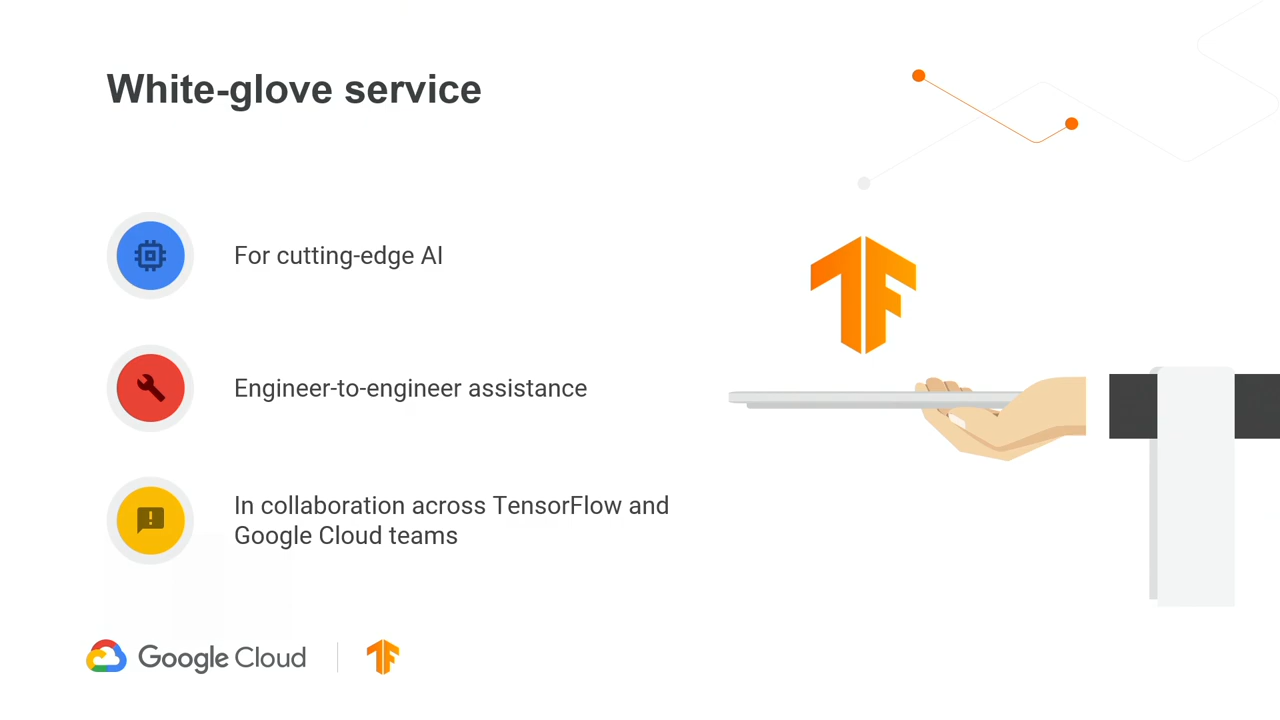 White-glove service
For cutting-edge AI
Engineer-to-engineer assistance
In collaboration across TensorFlow and
Google Cloud teams
Google Cloud